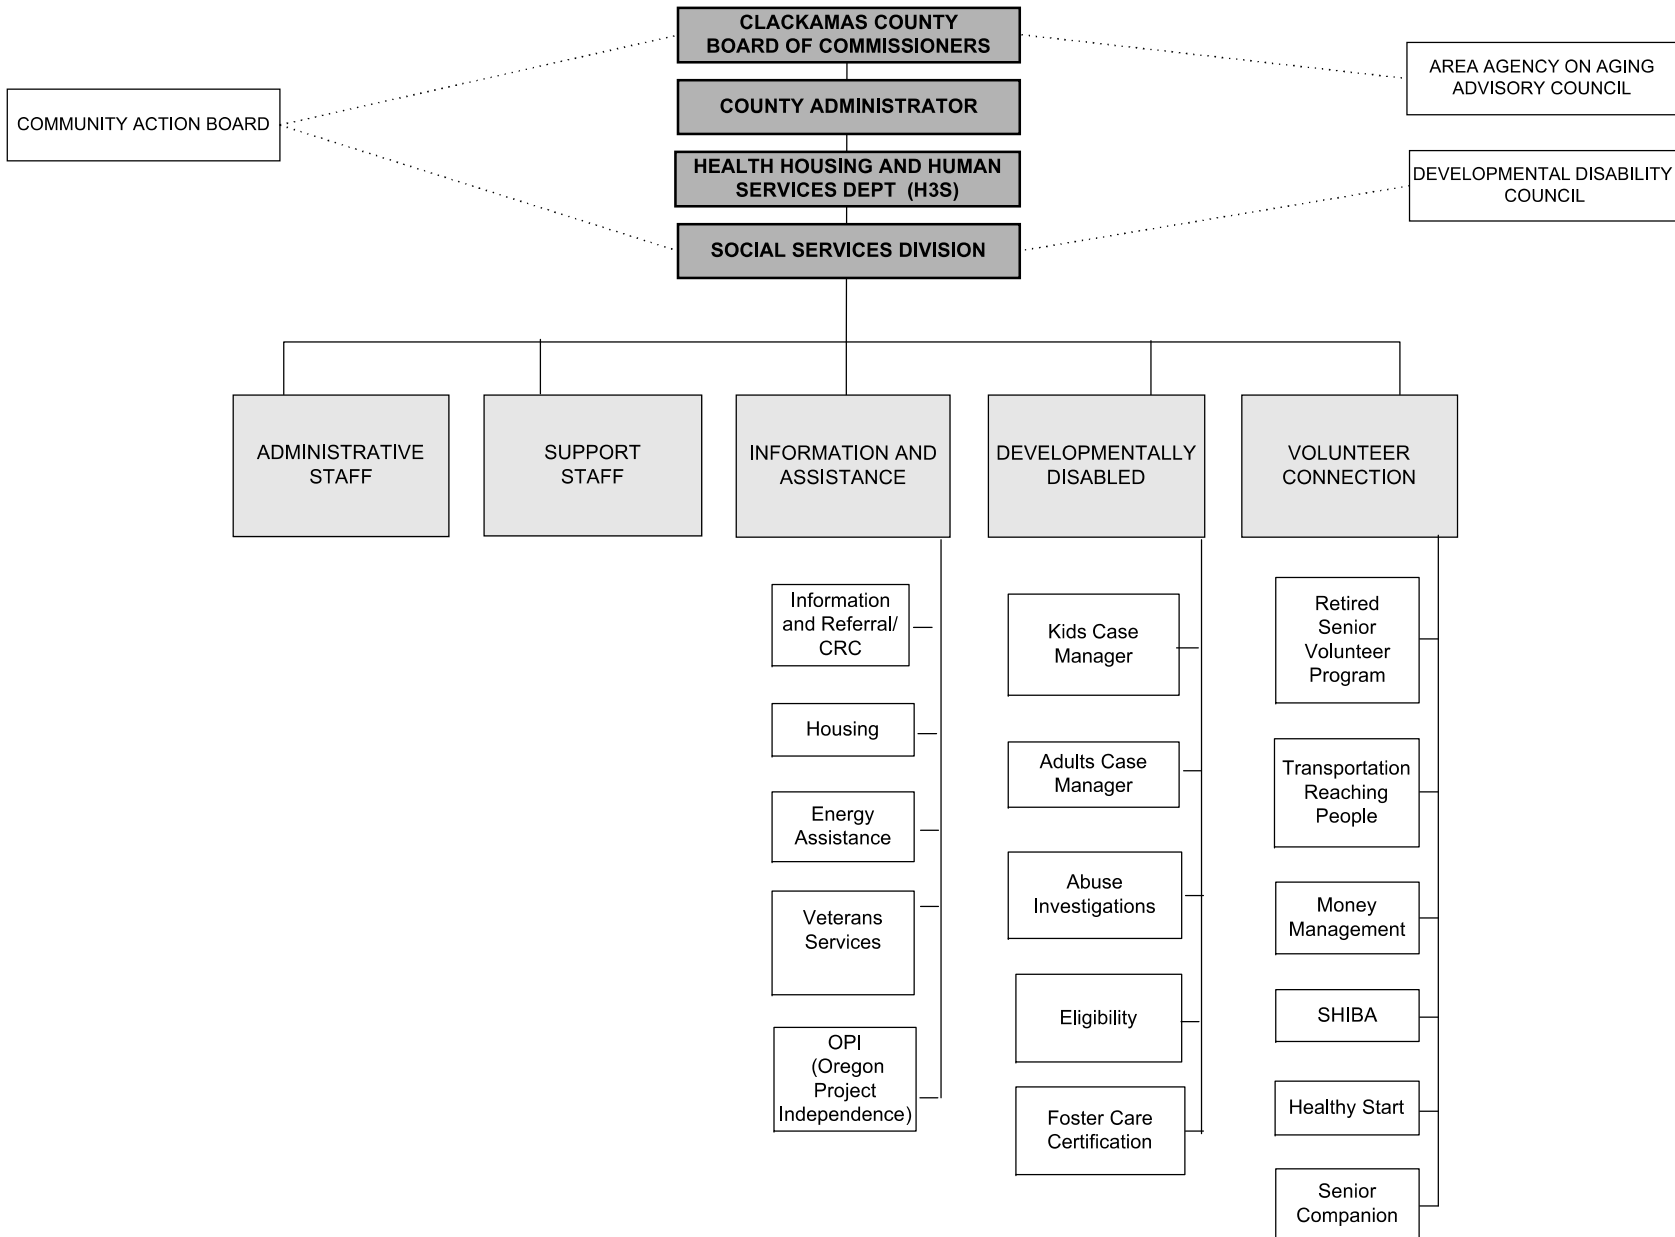 CLACKAMAS COUNTY
BOARD OF COMMISSIONERS
AREA AGENCY ON AGING
ADVISORY COUNCIL
COUNTY ADMINISTRATOR
COMMUNITY ACTION BOARD
HEALTH HOUSING AND HUMAN
SERVICES DEPT (H3S)
DEVELOPMENTAL DISABILITY
COUNCIL
SOCIAL SERVICES DIVISION
ADMINISTRATIVE
STAFF
SUPPORT
STAFF
INFORMATION AND
ASSISTANCE
DEVELOPMENTALLY
DISABLED
VOLUNTEER
CONNECTION
Information
and Referral/
CRC
Housing
Energy
Assistance
Veterans
Services
OPI
(Oregon
Project
Independence)
Kids Case
Manager
Adults Case
Manager
Abuse
Investigations
Eligibility
Foster Care
Certification
Retired
Senior
Volunteer
Program
Transportation
Reaching
People
Money
Management
SHIBA
Healthy Start
Senior
Companion